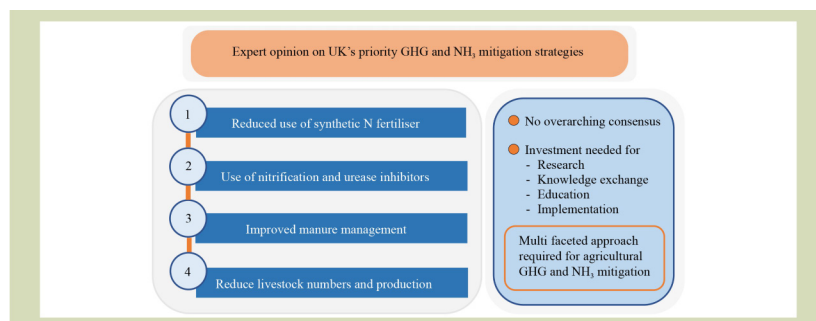 Expert opinion on UK's priority GHG and NH₃ mitigation strategies
1
Reduced use of synthetic N fertiliser
2
Use of nitrification and urease inhibitors
3
Improved manure management
4
Reduce livestock numbers and production
No overarching consensus
Investment needed for
- Research
- Knowledge exchange
- Education
- Implementation
Multi faceted approach
required for agricultural
GHG and NH₃ mitigation